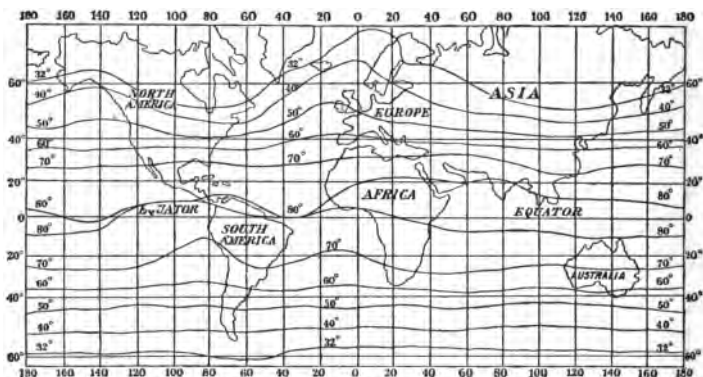 180 160 140 120 100 80 60 40 20 0 20 40 60 80 100 120 140 160 180
32° 32°
60° 60°
40° NORTH AMERICA 40° ASIA 32° 40°
50° 50° EUROPE 50°
40° 60° 60° 60° 40°
70° 70° 70°
20° 20°
AFRICA
80° EQUATOR 80° EQUATOR 80°
0° 0°
80° SOUTH AMERICA 80°
20° 70° 20°
70° AUSTRALIA 70°
60° 60° 60°
40° 40°
50° 50° 50°
40° 40° 40°
32° 32° 32°
60° 60°
180 160 140 120 100 80 60 40 20 0 20 40 60 80 100 120 140 160 180